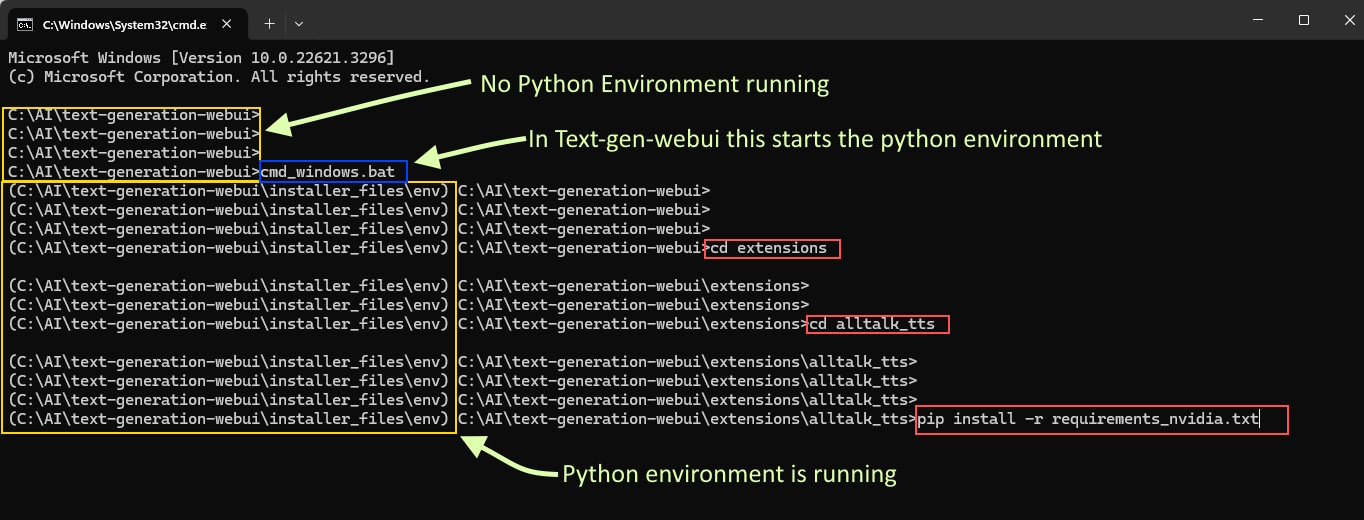 C:\Windows\System32\cmd.e
Microsoft Windows [Version 10.0.22621.3296]
(c) Microsoft Corporation. All rights reserved.
No Python Environment running
C:\AI\text-generation-webui>
C:\AI\text-generation-webui>
In Text-gen-webui this starts the python environment
C:\AI\text-generation-webui>
C:\AI\text-generation-webui>cmd_windows.bat
(C:\AI\text-generation-webui\installer_files\env) C:\AI\text-generation-webui>
(C:\AI\text-generation-webui\installer_files\env) C:\AI\text-generation-webui>
(C:\AI\text-generation-webui\installer_files\env) C:\AI\text-generation-webui>
(C:\AI\text-generation-webui\installer_files\env) C:\AI\text-generation-webui>cd extensions
(C:\AI\text-generation-webui\installer_files\env) C:\AI\text-generation-webui\extensions>
(C:\AI\text-generation-webui\installer_files\env) C:\AI\text-generation-webui\extensions>
(C:\AI\text-generation-webui\installer_files\env) C:\AI\text-generation-webui\extensions>cd alltalk_tts
(C:\AI\text-generation-webui\installer_files\env) C:\AI\text-generation-webui\extensions\alltalk_tts>
(C:\AI\text-generation-webui\installer_files\env) C:\AI\text-generation-webui\extensions\alltalk_tts>
(C:\AI\text-generation-webui\installer_files\env) C:\AI\text-generation-webui\extensions\alltalk_tts>
(C:\AI\text-generation-webui\installer_files\env) C:\AI\text-generation-webui\extensions\alltalk_tts>pip install -r requirements_nvidia.txt
Python environment is running